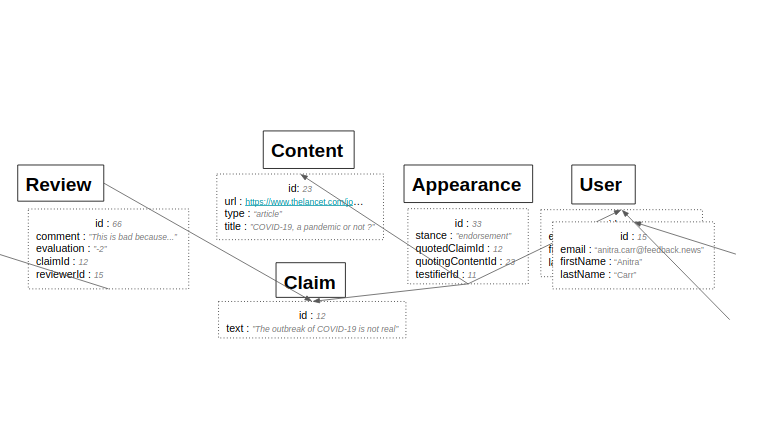 Content
id: 23
url : https://www.thelancet.com/jo…
type : "article"
title : "COVID-19, a pandemic or not ?"
Review
id : 66
comment : "This is bad because..."
evaluation : "-2"
claimId : 12
reviewerId : 15
Claim
id : 12
text : "The outbreak of COVID-19 is not real"
Appearance
id : 33
stance : "endorsement"
quotedClaimId : 12
quotingContentId : 23
testifierId : 11
User
id : 15
email : "anitra.carr@feedback.news"
firstName : "Anitra"
lastName : "Carr"